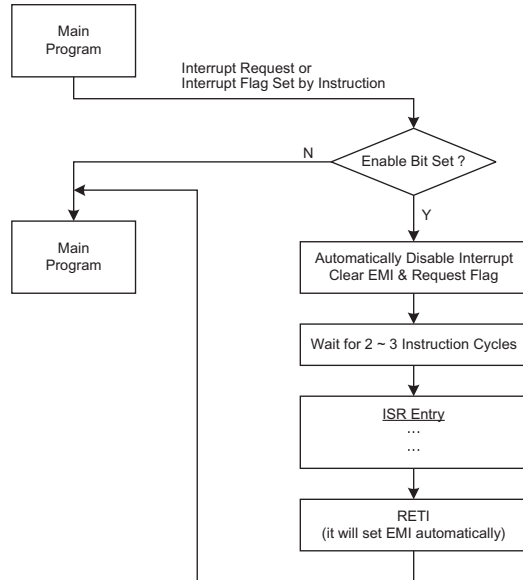 Main
Program
Interrupt Request or
Interrupt Flag Set by Instruction
Enable Bit Set ?
N
Y
Main
Program
Automatically Disable Interrupt
Clear EMI & Request Flag
Wait for 2 ~ 3 Instruction Cycles
ISR Entry
...
...
RETI
(it will set EMI automatically)